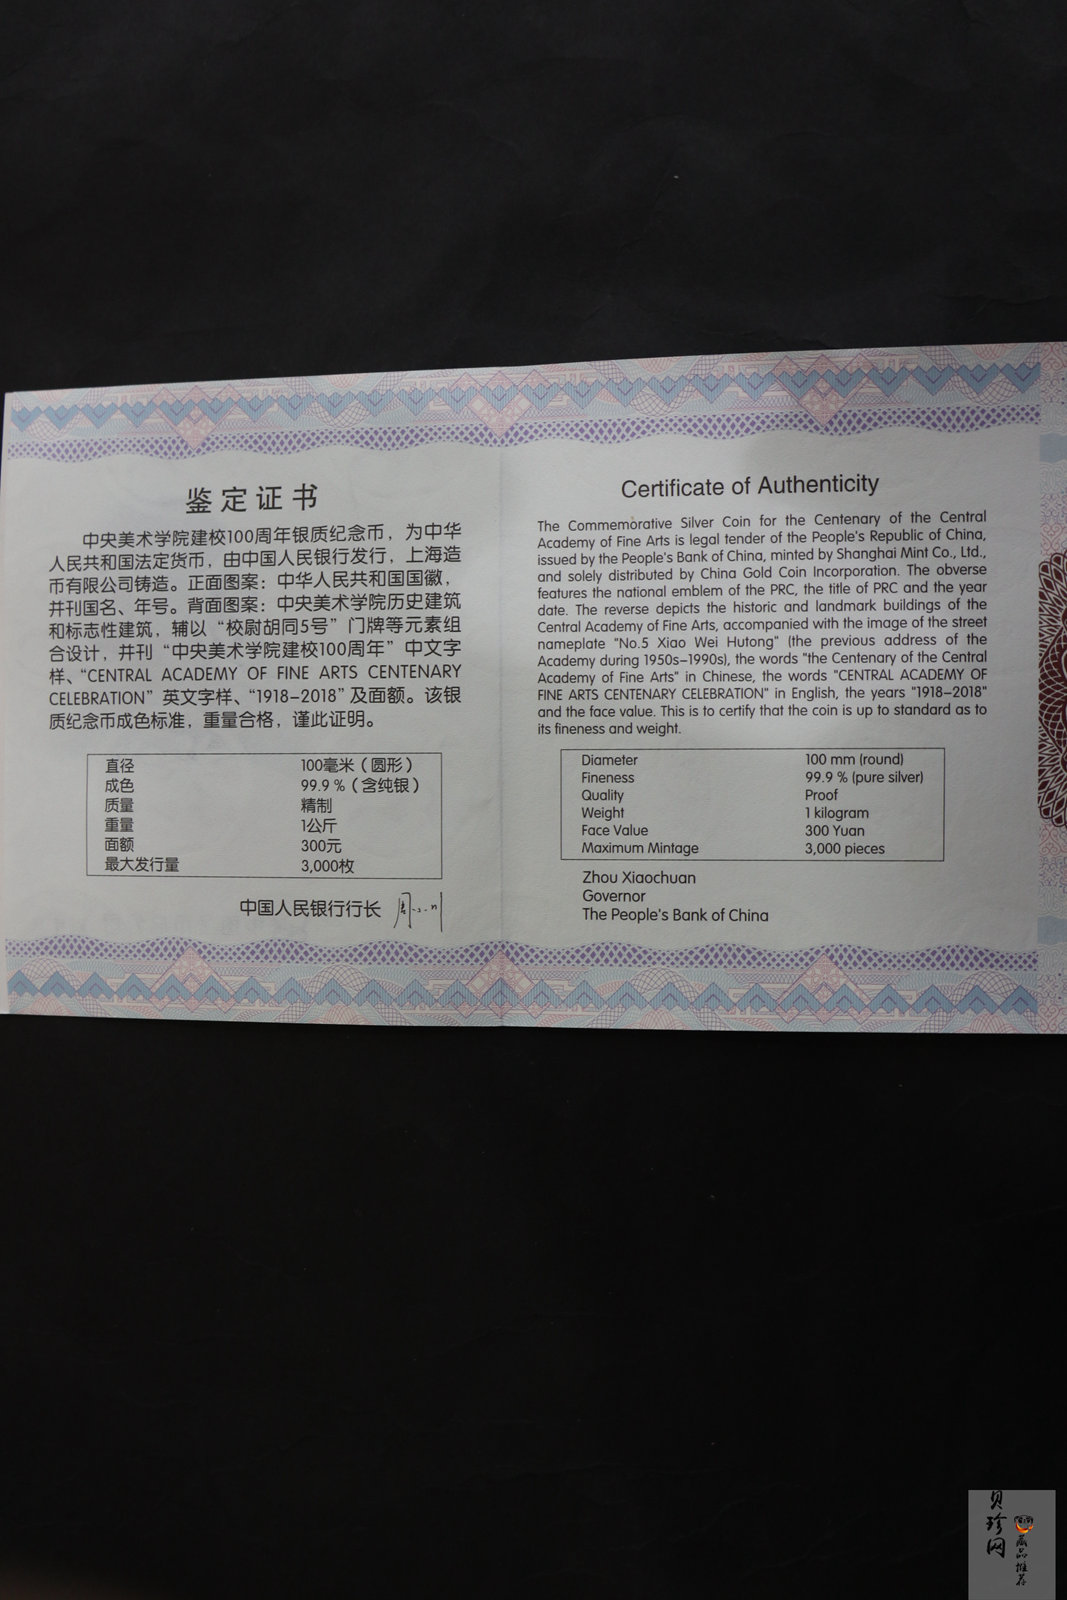 鉴定证书
中央美术学院建校100周年银质纪念币，为中华
人民共和国法定货币，由中国人民银行发行，上海造
币有限公司铸造。正面图案：中华人民共和国国徽，
并刊国名、年号。背面图案：中央美术学院历史建筑
和标志性建筑，辅以“校尉胡同5号”门牌等元素组
合设计，并刊“中央美术学院建校100周年”中文字
样、“CENTRAL ACADEMY OF FINE ARTS CENTENARY
CELEBRATION”英文字样、“1918-2018”及面额。该银
质纪念币成色标准，重量合格，谨此证明。
直径 100毫米（圆形）
成色 99.9 %（含纯银）
质量 精制
重量 1公斤
面额 300元
最大发行量 3,000枚
中国人民银行行长
Certificate of Authenticity
The Commemorative Silver Coin for the Centenary of the Central
Academy of Fine Arts is legal tender of the People's Republic of China,
issued by the People's Bank of China, minted by Shanghai Mint Co., Ltd.,
and solely distributed by China Gold Coin Incorporation. The obverse
features the national emblem of the PRC, the title of PRC and the year
date. The reverse depicts the historic and landmark buildings of the
Central Academy of Fine Arts, accompanied with the image of the street
nameplate "No.5 Xiao Wei Hutong" (the previous address of the
Academy during 1950s-1990s), the words "the Centenary of the Central
Academy of Fine Arts" in Chinese, the words "CENTRAL ACADEMY OF
FINE ARTS CENTENARY CELEBRATION" in English, the years "1918-2018"
and the face value. This is to certify that the coin is up to standard as to
its fineness and weight.
Diameter 100 mm (round)
Fineness 99.9 % (pure silver)
Quality Proof
Weight 1 kilogram
Face Value 300 Yuan
Maximum Mintage 3,000 pieces
Zhou Xiaochuan
Governor
The People's Bank of China
贝珍网
藏品推荐